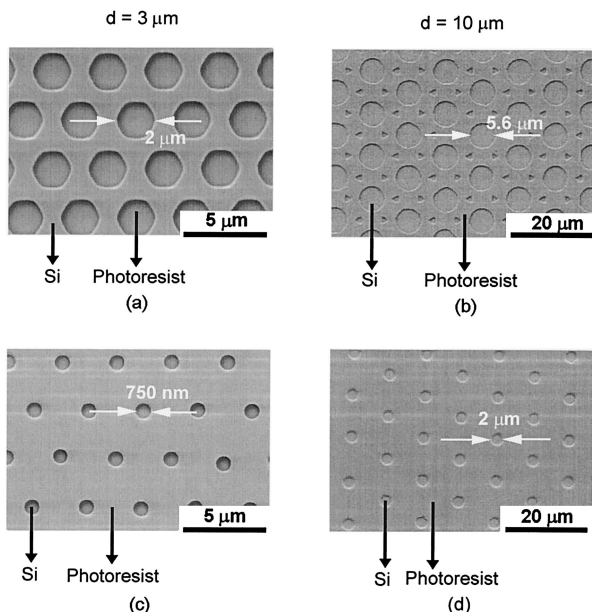 d = 3 μm
d = 10 μm
2 μm
5.6 μm
5 μm
20 μm
Si
Photoresist
Si
Photoresist
(a)
(b)
750 nm
2 μm
5 μm
20 μm
Si
Photoresist
Si
Photoresist
(c)
(d)